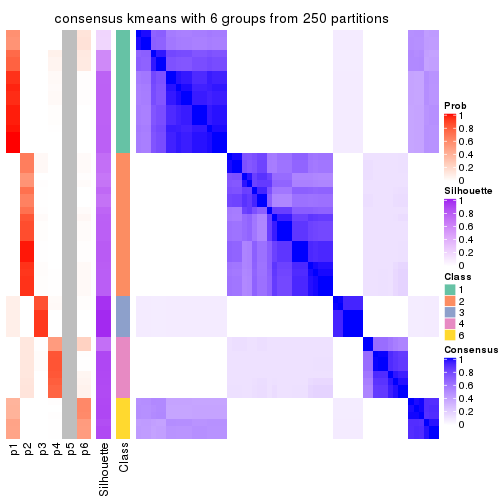 consensus kmeans with 6 groups from 250 partitions
Prob
1
0.8
0.6
0.4
0.2
0
Silhouette
1
0.8
0.6
0.4
0.2
0
Class
1
2
3
4
6
Consensus
1
0.8
0.6
0.4
0.2
0
p1
p2
p3
p4
p5
p6
Silhouette
Class